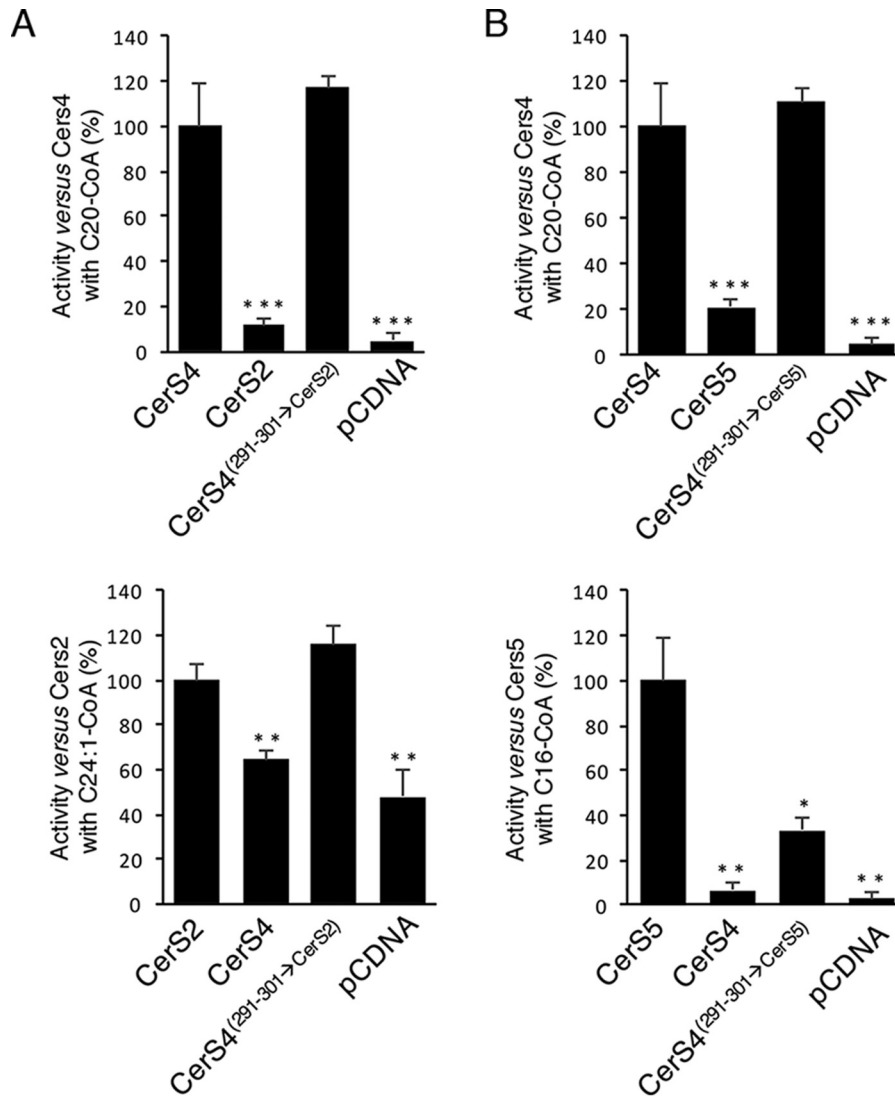 A
Activity versus Cers4
with C20-CoA (%)
140
120
100
80
60
40
20
0
***
***
CerS4
CerS2
CerS4(291-301→CerS2)
pCDNA
B
Activity versus Cers4
with C20-CoA (%)
140
120
100
80
60
40
20
0
***
***
CerS4
CerS5
CerS4(291-301→CerS5)
pCDNA
Activity versus Cers2
with C24:1-CoA (%)
140
120
100
80
60
40
20
0
**
**
CerS2
CerS4
CerS4(291-301→CerS2)
pCDNA
Activity versus Cers5
with C16-CoA (%)
140
120
100
80
60
40
20
0
**
*
**
CerS5
CerS4
CerS4(291-301→CerS5)
pCDNA